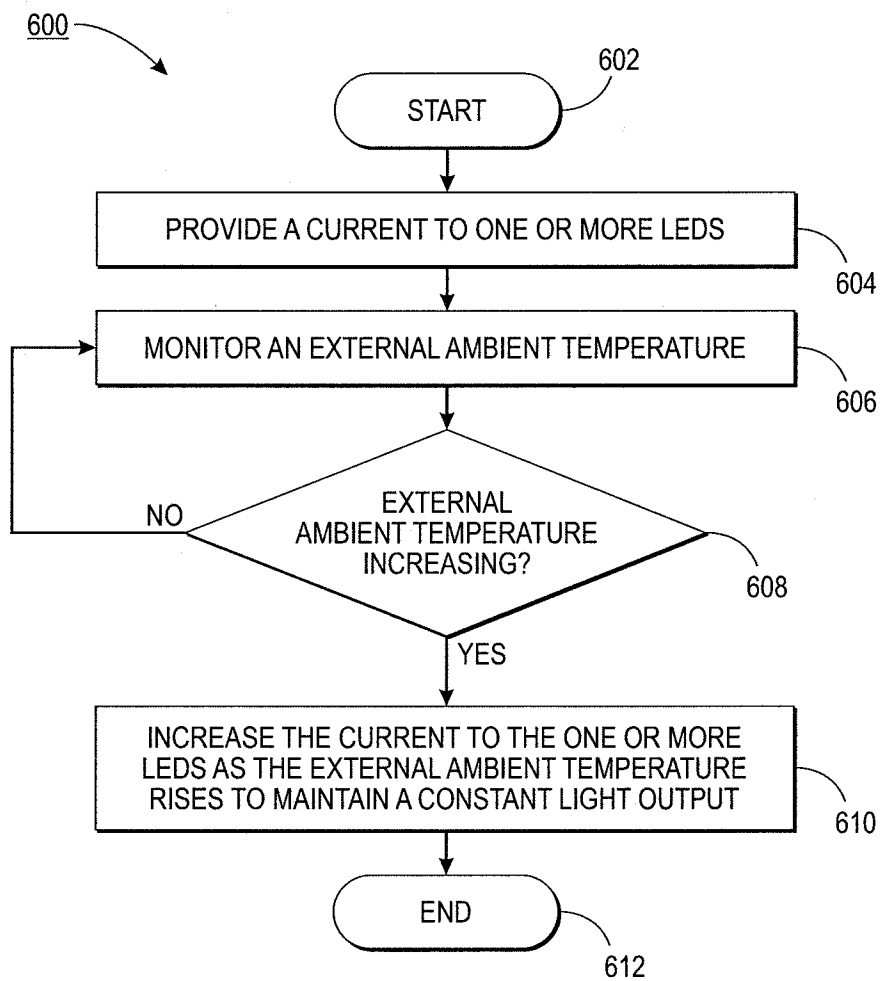 600
602
START
PROVIDE A CURRENT TO ONE OR MORE LEDS
604
MONITOR AN EXTERNAL AMBIENT TEMPERATURE
606
NO
EXTERNAL
AMBIENT TEMPERATURE
INCREASING?
608
YES
INCREASE THE CURRENT TO THE ONE OR MORE
LEDS AS THE EXTERNAL AMBIENT TEMPERATURE
RISES TO MAINTAIN A CONSTANT LIGHT OUTPUT
610
END
612